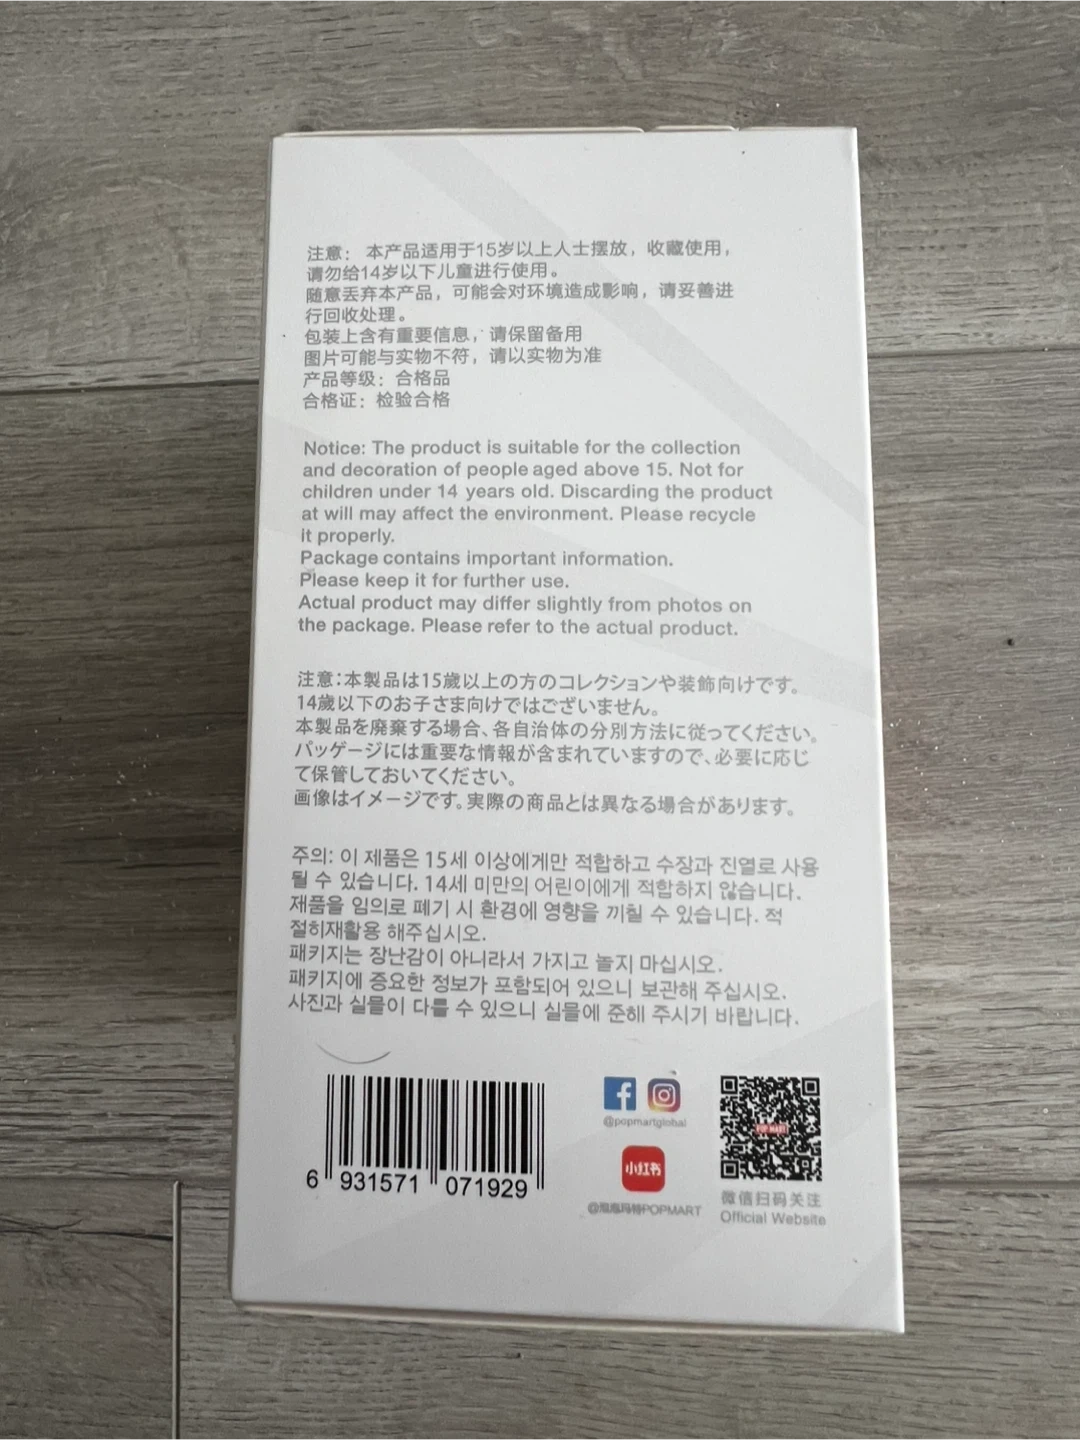 注意： 本产品适用于15岁以上人士摆放，收藏使用，
请勿给14岁以下儿童进行使用。
随意丢弃本产品，可能会对环境造成影响，请妥善进
行回收处理。
包装上含有重要信息，请保留备用
图片可能与实物不符，请以实物为准
产品等级：合格品
合格证：检验合格
Notice: The product is suitable for the collection
and decoration of people aged above 15. Not for
children under 14 years old. Discarding the product
at will may affect the environment. Please recycle
it properly.
Package contains important information.
Please keep it for further use.
Actual product may differ slightly from photos on
the package. Please refer to the actual product.
注意：本製品は15歳以上の方のコレクションや装飾向けです。
14歳以下のお子さま向けではございません。
本製品を廃棄する場合、各自治体の分別方法に従ってください。
パッケージには重要な情報が含まれていますので、必要に応じ
て保管しておいてください。
画像はイメージです。実際の商品とは異なる場合があります。
주의: 이 제품은 15세 이상에게만 적합하고 수장과 진열로 사용
될 수 있습니다. 14세 미만의 어린이에게 적합하지 않습니다.
제품을 임의로 폐기 시 환경에 영향을 끼칠 수 있습니다. 적
절히재활용 해주십시오.
패키지는 장난감이 아니라서 가지고 놀지 마십시오.
패키지에 중요한 정보가 포함되어 있으니 보관해 주십시오.
사진과 실물이 다를 수 있으니 실물에 준해 주시기 바랍니다.
6 931571 071929
@popmartglobal
小红书
@泡泡玛特POPMART
POP MART
微信扫码关注
Official Website